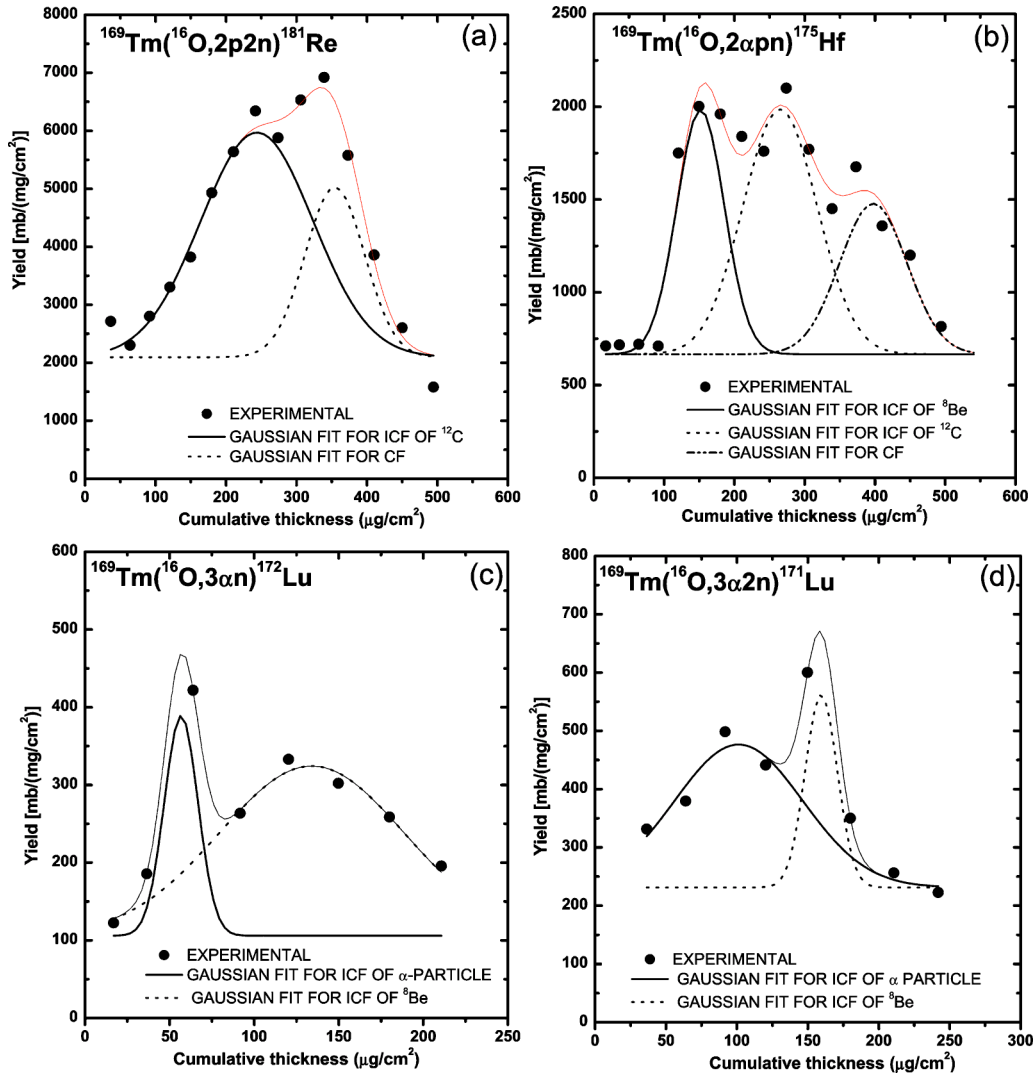 (a)
¹⁶⁹Tm(¹⁶O,2p2n)¹⁸¹Re
8000
7000
6000
5000
4000
3000
2000
1000
0
Yield [mb/(mg/cm²)]
EXPERIMENTAL
GAUSSIAN FIT FOR ICF OF ¹²C
GAUSSIAN FIT FOR CF
0 100 200 300 400 500 600
Cumulative thickness (μg/cm²)
(b)
¹⁶⁹Tm(¹⁶O,2αpn)¹⁷⁵Hf
2500
2000
1500
1000
500
0
Yield [mb/(mg/cm²)]
EXPERIMENTAL
GAUSSIAN FIT FOR ICF OF ⁸Be
GAUSSIAN FIT FOR ICF OF ¹²C
GAUSSIAN FIT FOR CF
0 100 200 300 400 500 600
Cumulative thickness (μg/cm²)
(c)
¹⁶⁹Tm(¹⁶O,3αn)¹⁷²Lu
600
500
400
300
200
100
0
Yield [mb/(mg/cm²)]
EXPERIMENTAL
GAUSSIAN FIT FOR ICF OF α-PARTICLE
GAUSSIAN FIT FOR ICF OF ⁸Be
0 50 100 150 200 250
Cumulative thickness (μg/cm²)
(d)
¹⁶⁹Tm(¹⁶O,3α2n)¹⁷¹Lu
800
700
600
500
400
300
200
100
0
Yield [mb/(mg/cm²)]
EXPERIMENTAL
GAUSSIAN FIT FOR ICF OF α PARTICLE
GAUSSIAN FIT FOR ICF OF ⁸Be
0 50 100 150 200 250 300
Cumulative thickness (μg/cm²)